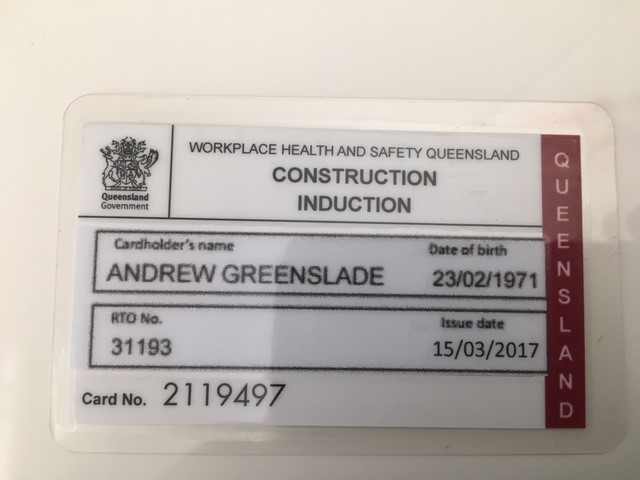 Queensland
Government
WORKPLACE HEALTH AND SAFETY QUEENSLAND
CONSTRUCTION
INDUCTION
Cardholder's name
Date of birth
ANDREW GREENSLADE
23/02/1971
RTO No.
Issue date
31193
15/03/2017
Card No. 2119497
QUEENSLAND